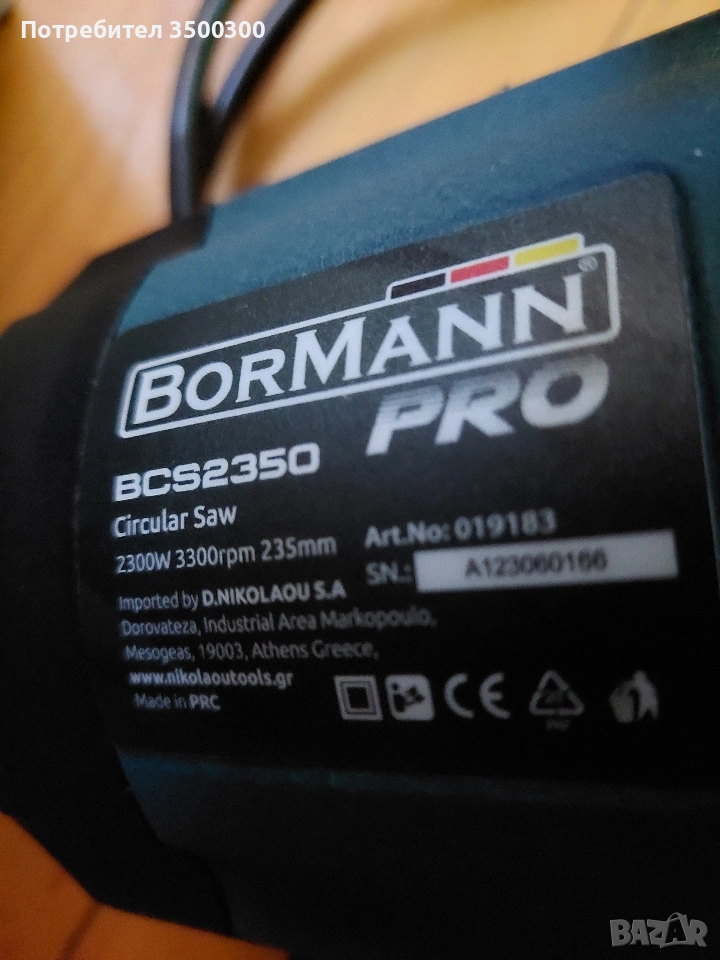 Потребител 3500300
BORMANN®
PRO
BCS2350
Circular Saw
2300W 3300rpm 235mm
Art.No: 019183
SN.: A123060166
Imported by D.NIKOLAOU S.A
Dorovateza, Industrial Area Markopoulo,
Mesogeas, 19003, Athens Greece,
www.nikolaoutools.gr
Made in PRC
CE
BAZAR